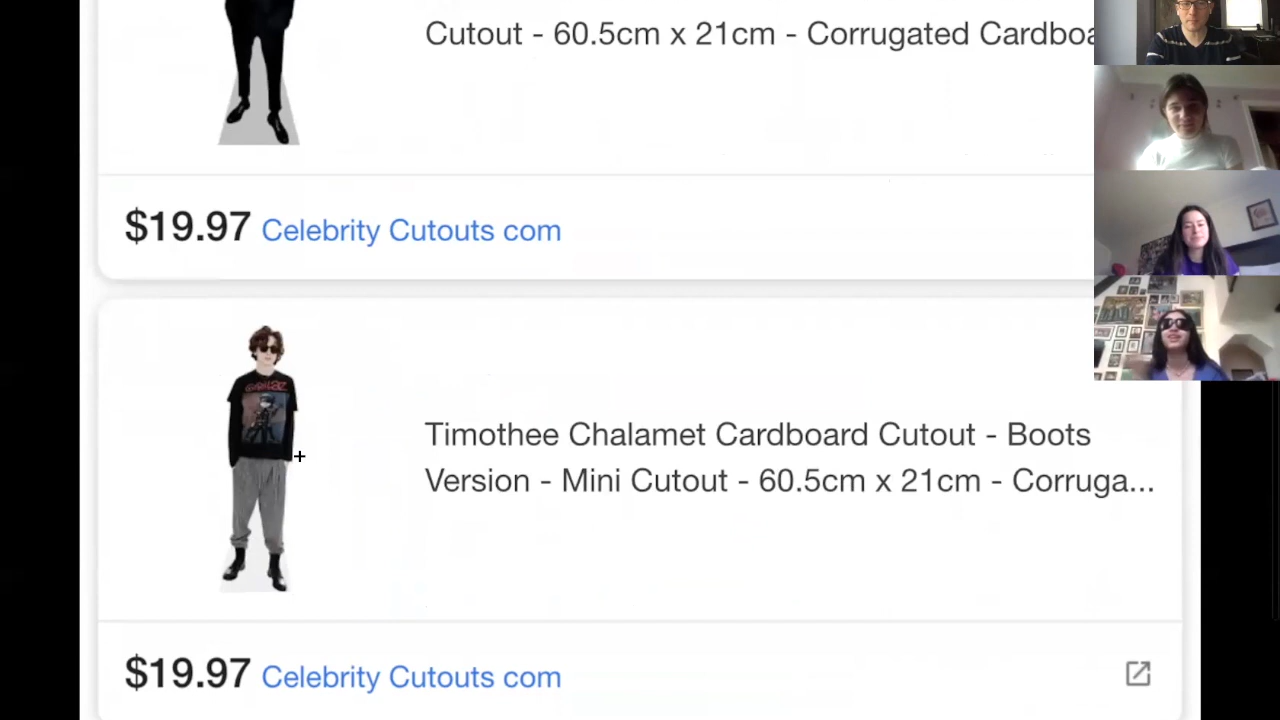 Cutout - 60.5cm x 21cm - Corrugated Cardboa
$19.97 Celebrity Cutouts com
GORILLAZ
Timothee Chalamet Cardboard Cutout - Boots
Version - Mini Cutout - 60.5cm x 21cm - Corruga...
$19.97 Celebrity Cutouts com